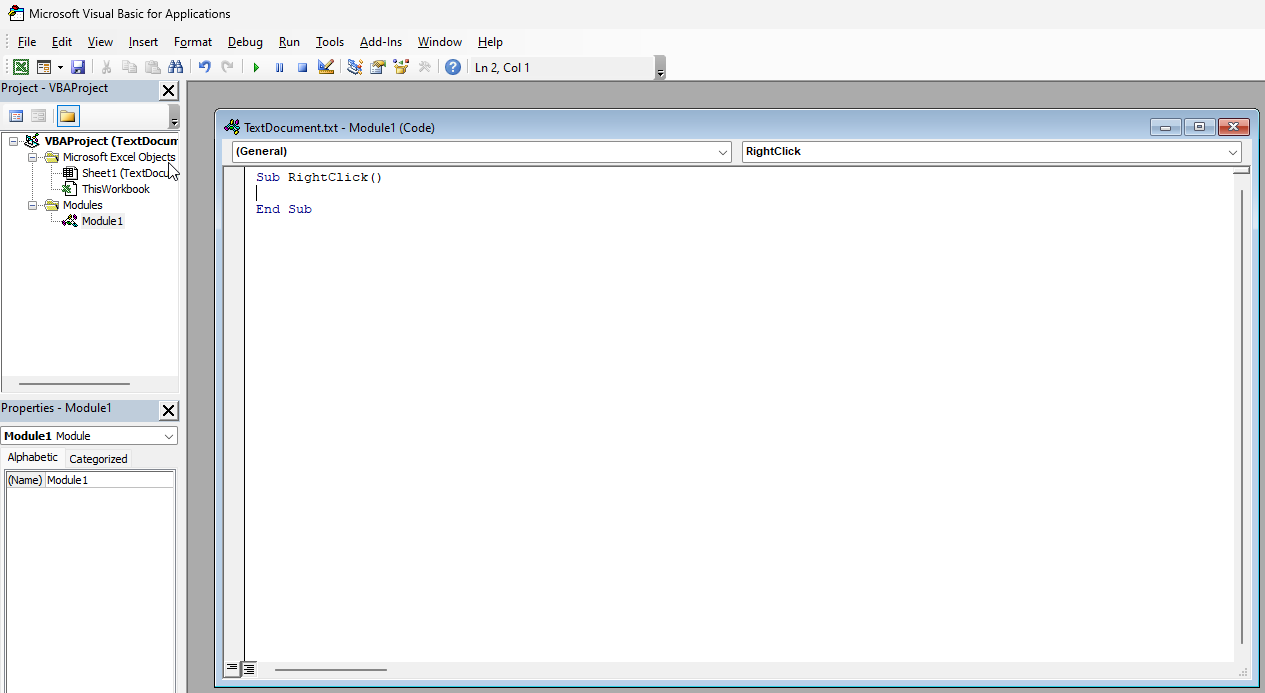 Microsoft Visual Basic for Applications
File Edit View Insert Format Debug Run Tools Add-Ins Window Help
Ln 2, Col 1
Project - VBAProject
VBAProject (TextDocum
Microsoft Excel Objects
Sheet1 (TextDocu
ThisWorkbook
Modules
Module1
Properties - Module1
Module1 Module
Alphabetic Categorized
(Name) Module1
TextDocument.txt - Module1 (Code)
(General) RightClick
Sub RightClick()
End Sub